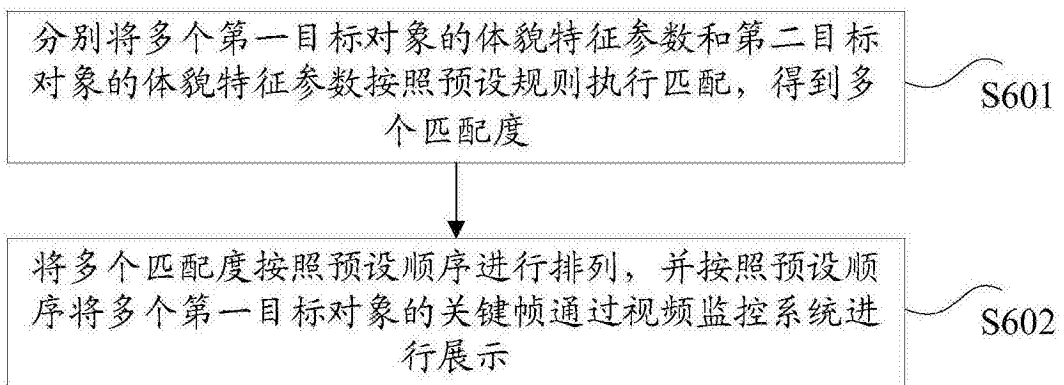 分别将多个第一目标对象的体貌特征参数和第二目标
对象的体貌特征参数按照预设规则执行匹配，得到多
个匹配度
S601
将多个匹配度按照预设顺序进行排列，并按照预设顺
序将多个第一目标对象的关键帧通过视频监控系统进
行展示
S602